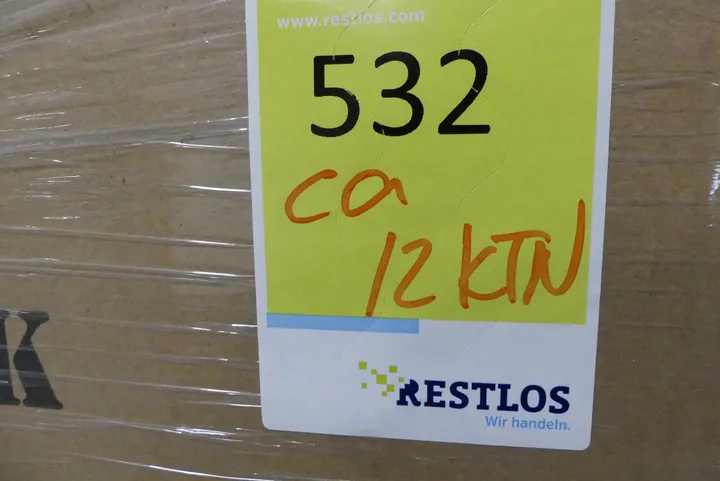 www.restlos.com
532
ca
12 KTN
RESTLOS
Wir handeln.
K